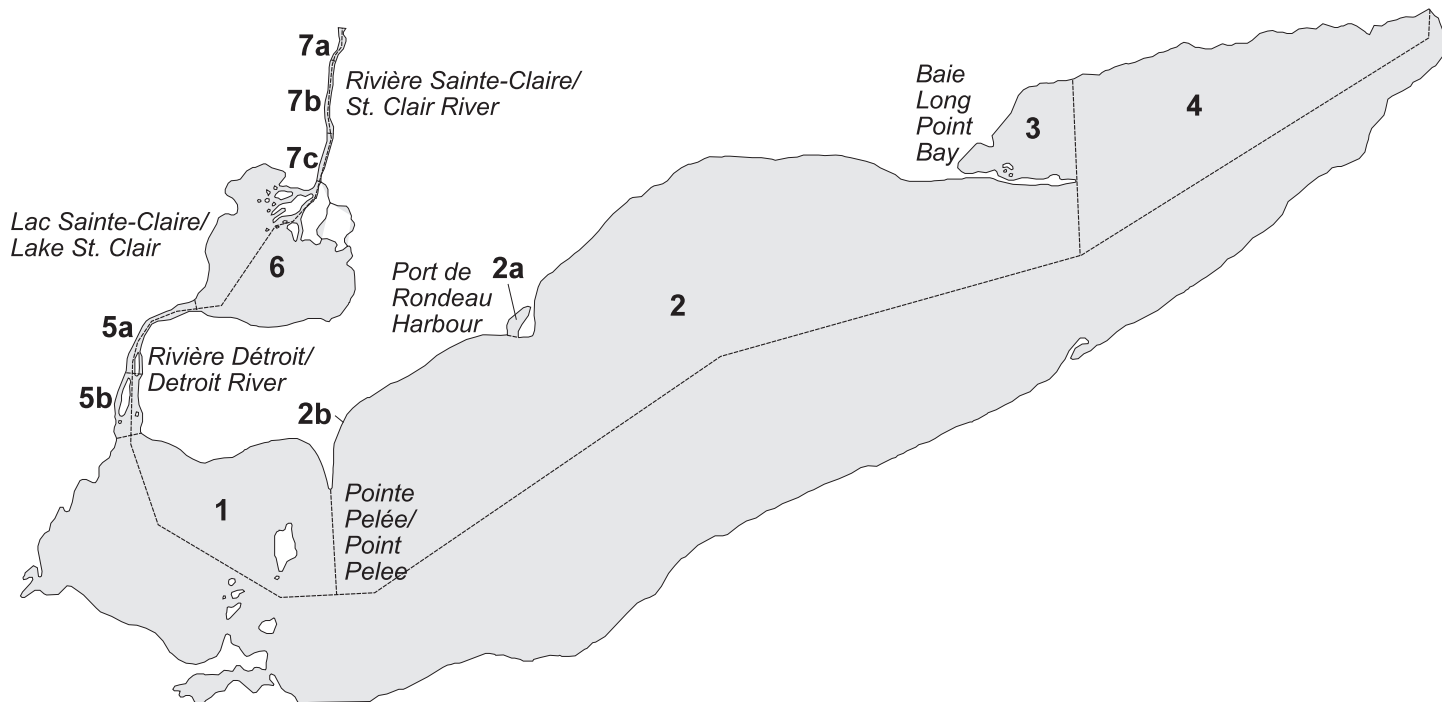 7a
7b
Rivière Sainte-Claire/
St. Clair River
7c
Baie
Long
Point
Bay
3
4
Lac Sainte-Claire/
Lake St. Clair
6
Port de
Rondeau
Harbour
2a
2
5a
Rivière Détroit/
Detroit River
5b
2b
1
Pointe
Pelée/
Point
Pelee